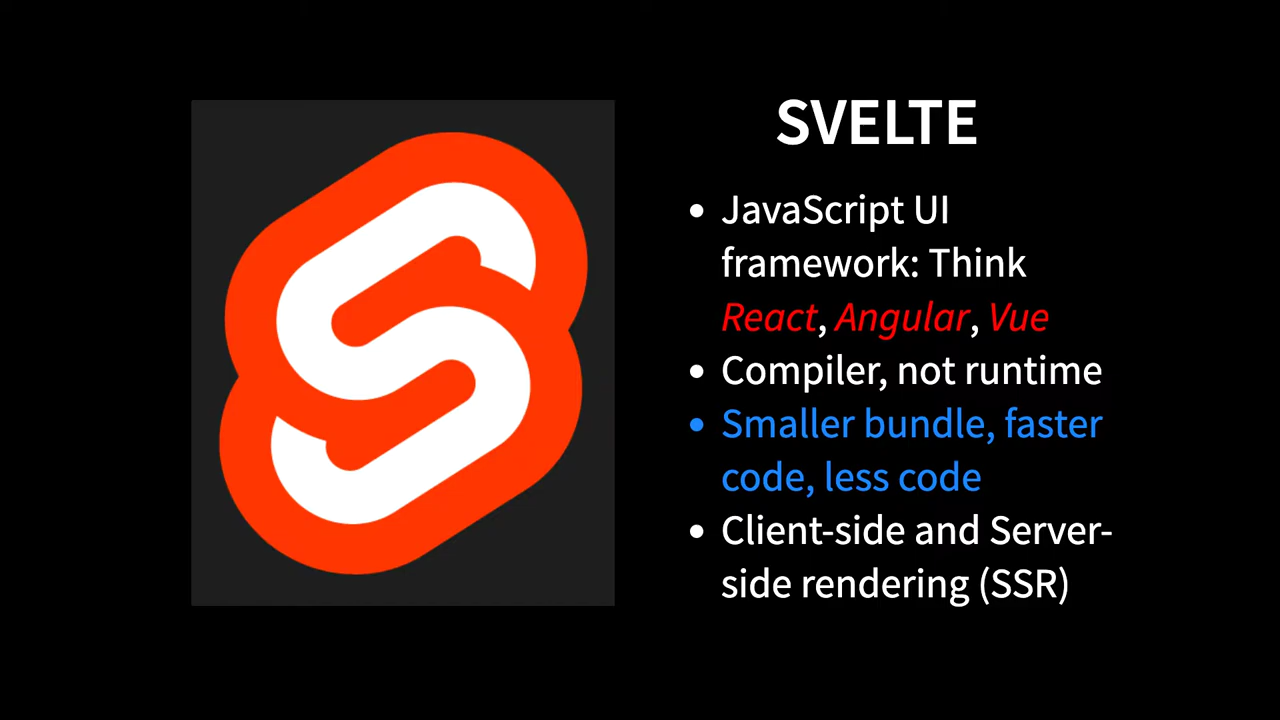 SVELTE
• JavaScript UI
framework: Think
React, Angular, Vue
• Compiler, not runtime
• Smaller bundle, faster
code, less code
• Client-side and Server-
side rendering (SSR)